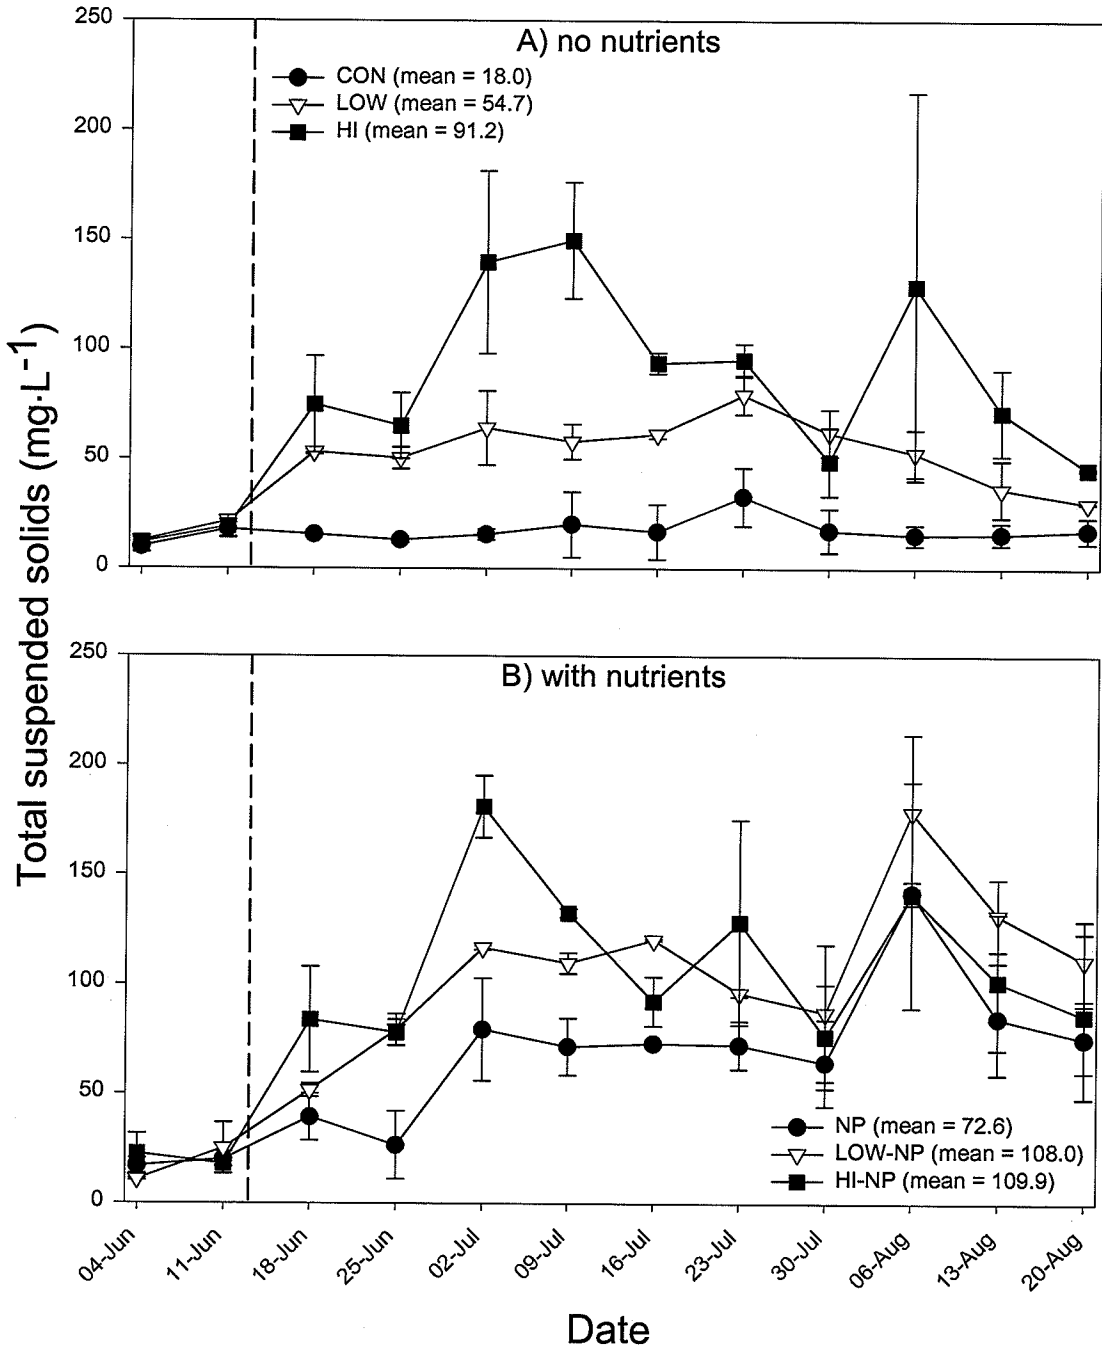 Total suspended solids (mg·L-1)
250
200
150
100
50
0
A) no nutrients
CON (mean = 18.0)
LOW (mean = 54.7)
HI (mean = 91.2)
250
200
150
100
50
0
B) with nutrients
NP (mean = 72.6)
LOW-NP (mean = 108.0)
HI-NP (mean = 109.9)
04-Jun
11-Jun
18-Jun
25-Jun
02-Jul
09-Jul
16-Jul
23-Jul
30-Jul
06-Aug
13-Aug
20-Aug
Date